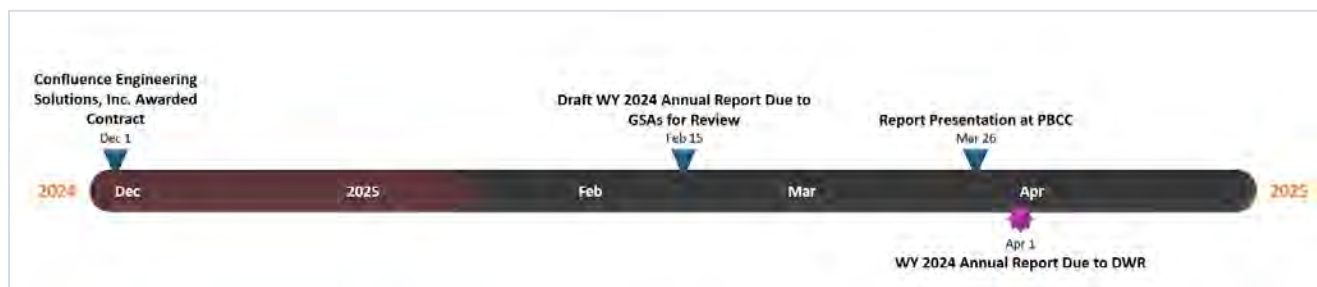 Confluence Engineering
Solutions, Inc. Awarded
Contract
Dec 1
Draft WY 2024 Annual Report Due to
GSAs for Review
Feb 15
Report Presentation at PBCC
Mar 26
2024
Dec
2025
Feb
Mar
Apr
2025
Apr 1
WY 2024 Annual Report Due to DWR